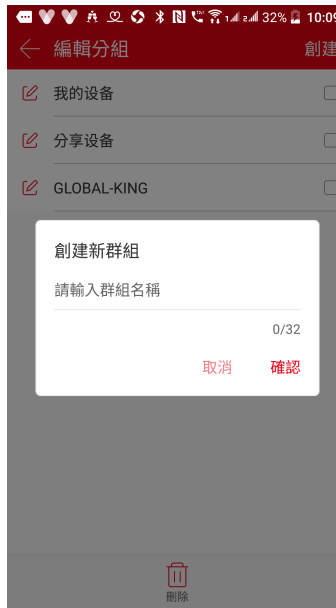 32% 10:09
編輯分組 創建
我的设备
分享设备
GLOBAL-KING
創建新群組
請輸入群組名稱
0/32
取消 確認
刪除